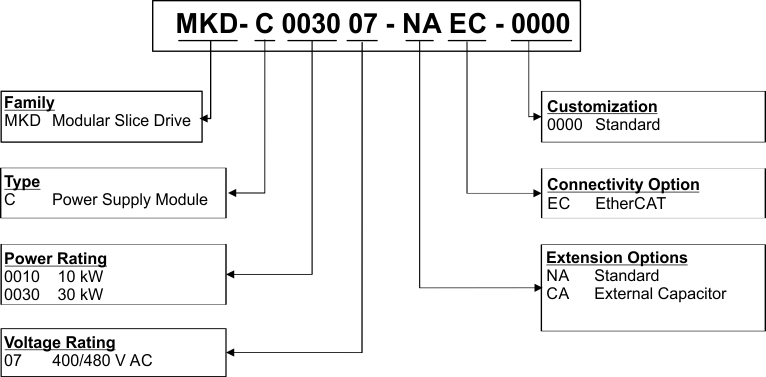 MKD- C 0030 07 - NA EC - 0000
Family
MKD Modular Slice Drive
Type
C Power Supply Module
Power Rating
0010 10 kW
0030 30 kW
Voltage Rating
07 400/480 V AC
Customization
0000 Standard
Connectivity Option
EC EtherCAT
Extension Options
NA Standard
CA External Capacitor